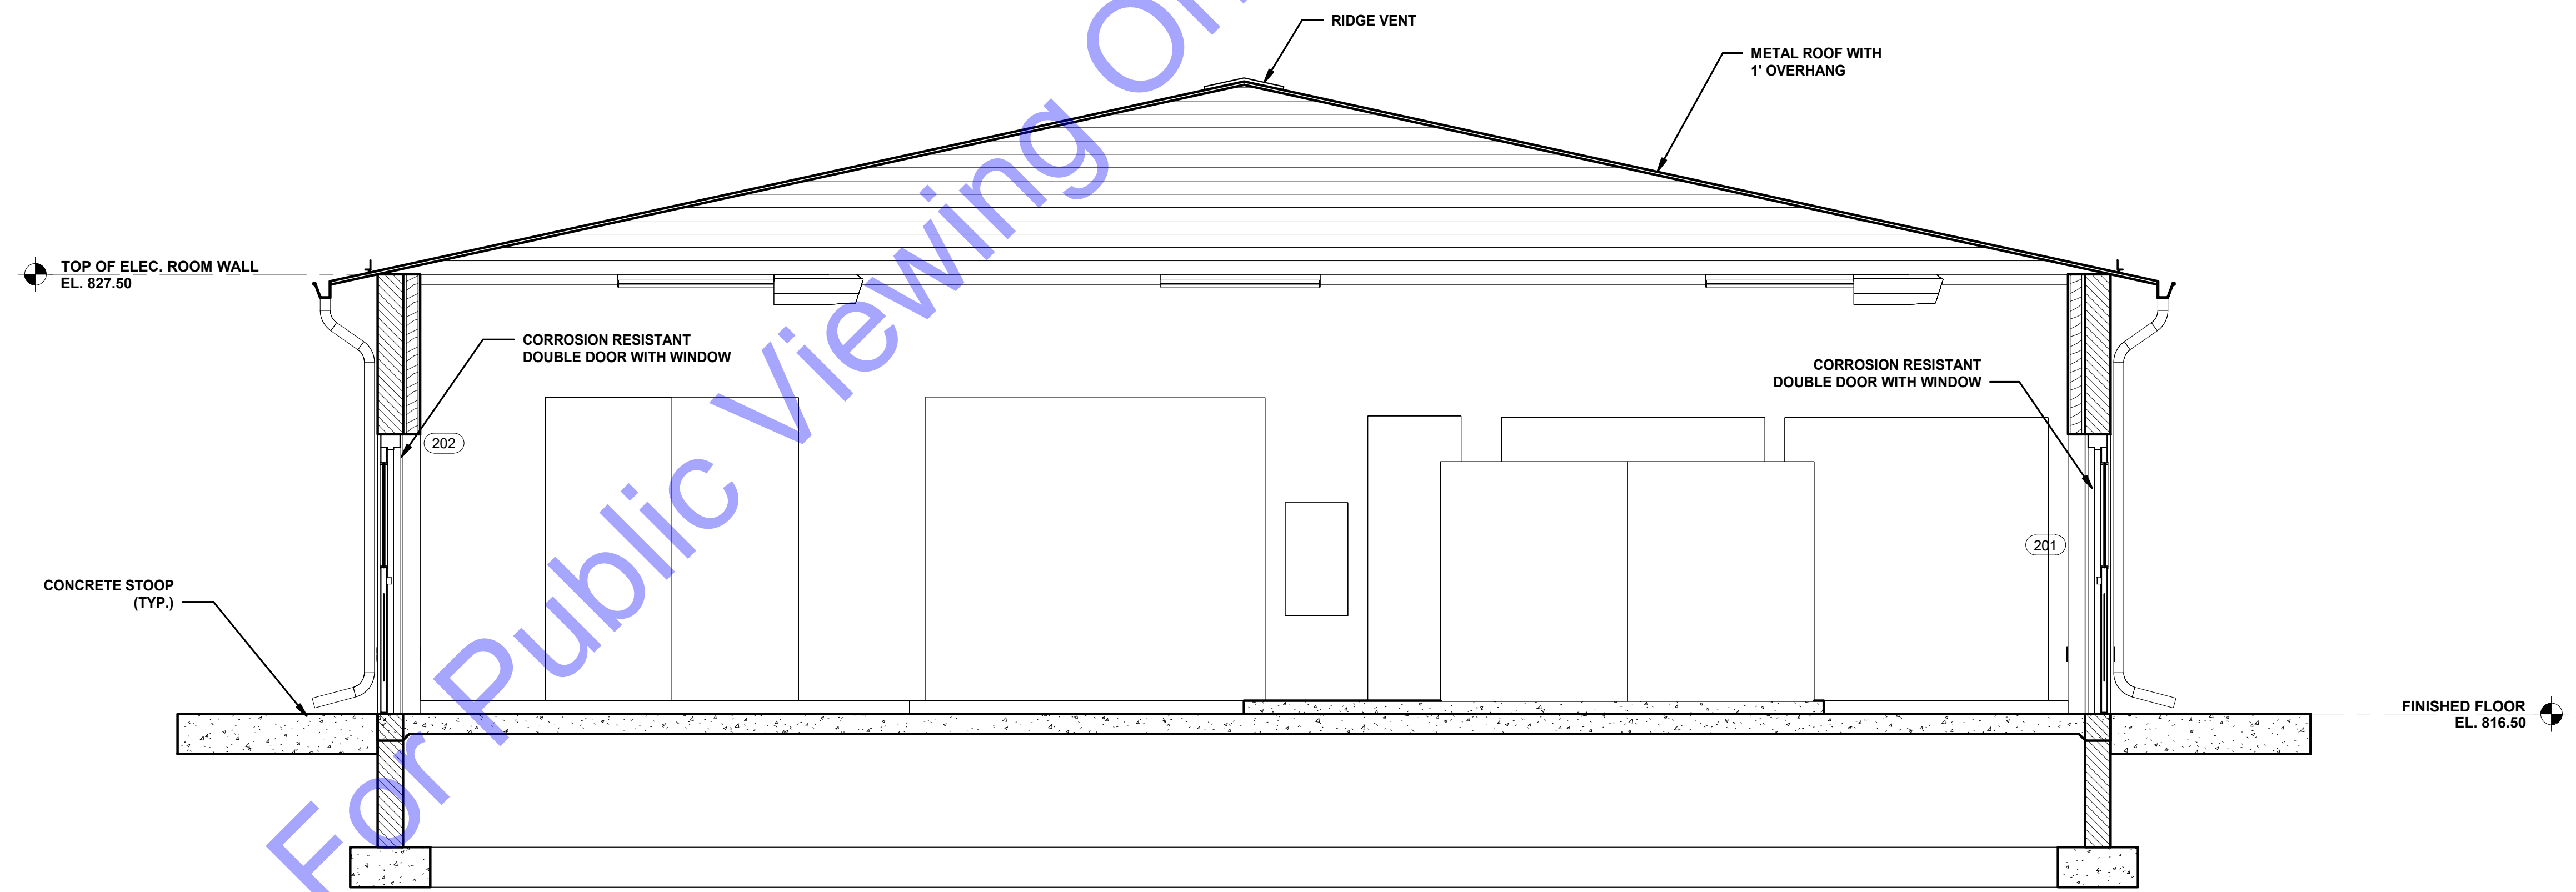 RIDGE VENT
METAL ROOF WITH
1' OVERHANG
TOP OF ELEC. ROOM WALL
EL. 827.50
CORROSION RESISTANT
DOUBLE DOOR WITH WINDOW
CORROSION RESISTANT
DOUBLE DOOR WITH WINDOW
202
201
CONCRETE STOOP
(TYP.)
FINISHED FLOOR
EL. 816.50
For Public Viewing On